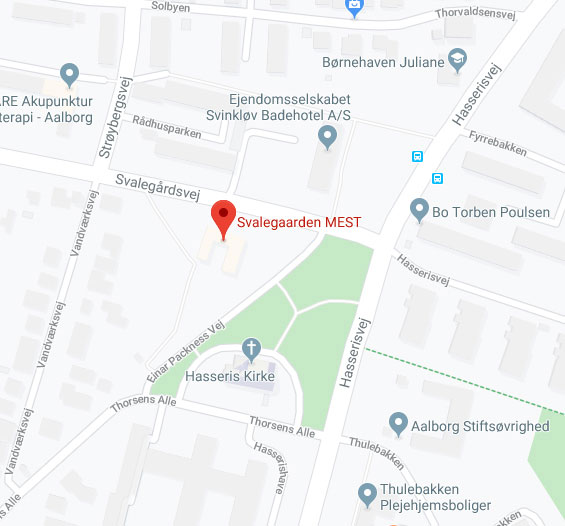 Solbyen
Thorvaldsensvej
Børnehaven Juliane
Hasserisvej
ARE Akupunktur
terapi - Aalborg
Strøybergsvej
Ejendomsselskabet
Svinkløv Badehotel A/S
Rådhusparken
Fyrrebakken
Svalegårdsvej
Vandværksvej
Svalegaarden MEST
Bo Torben Poulsen
Hasserisvej
Vandværksvej
Einar Packness Vej
Hasserisvej
Hasseris Kirke
Thorsens Alle
Thorsens Alle
Aalborg Stiftsøvrighed
Vandværksvej
Hasserishave
Thulebakken
Thulebakken
Plejehjemsboliger
ns Alle